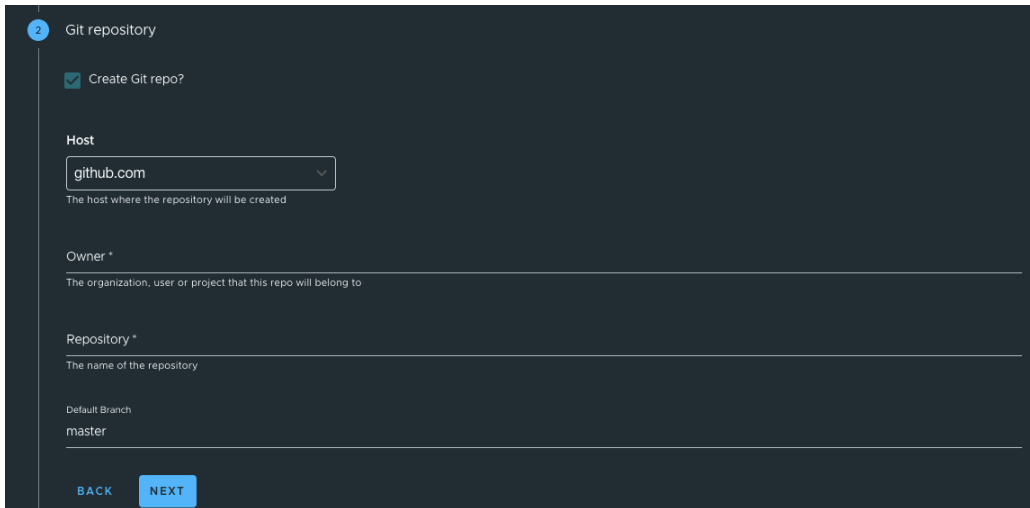 2
Git repository
Create Git repo?
Host
github.com
The host where the repository will be created
Owner *
The organization, user or project that this repo will belong to
Repository *
The name of the repository
Default Branch
master
BACK NEXT